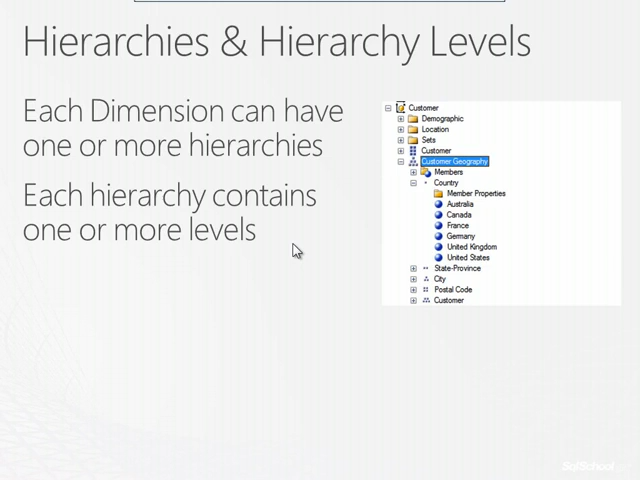 Hierarchies & Hierarchy Levels
Each Dimension can have
one or more hierarchies
Each hierarchy contains
one or more levels
Customer
Demographic
Location
Sets
Customer
Customer Geography
Members
Country
Member Properties
Australia
Canada
France
Germany
United Kingdom
United States
State-Province
City
Postal Code
Customer
SQLSchool